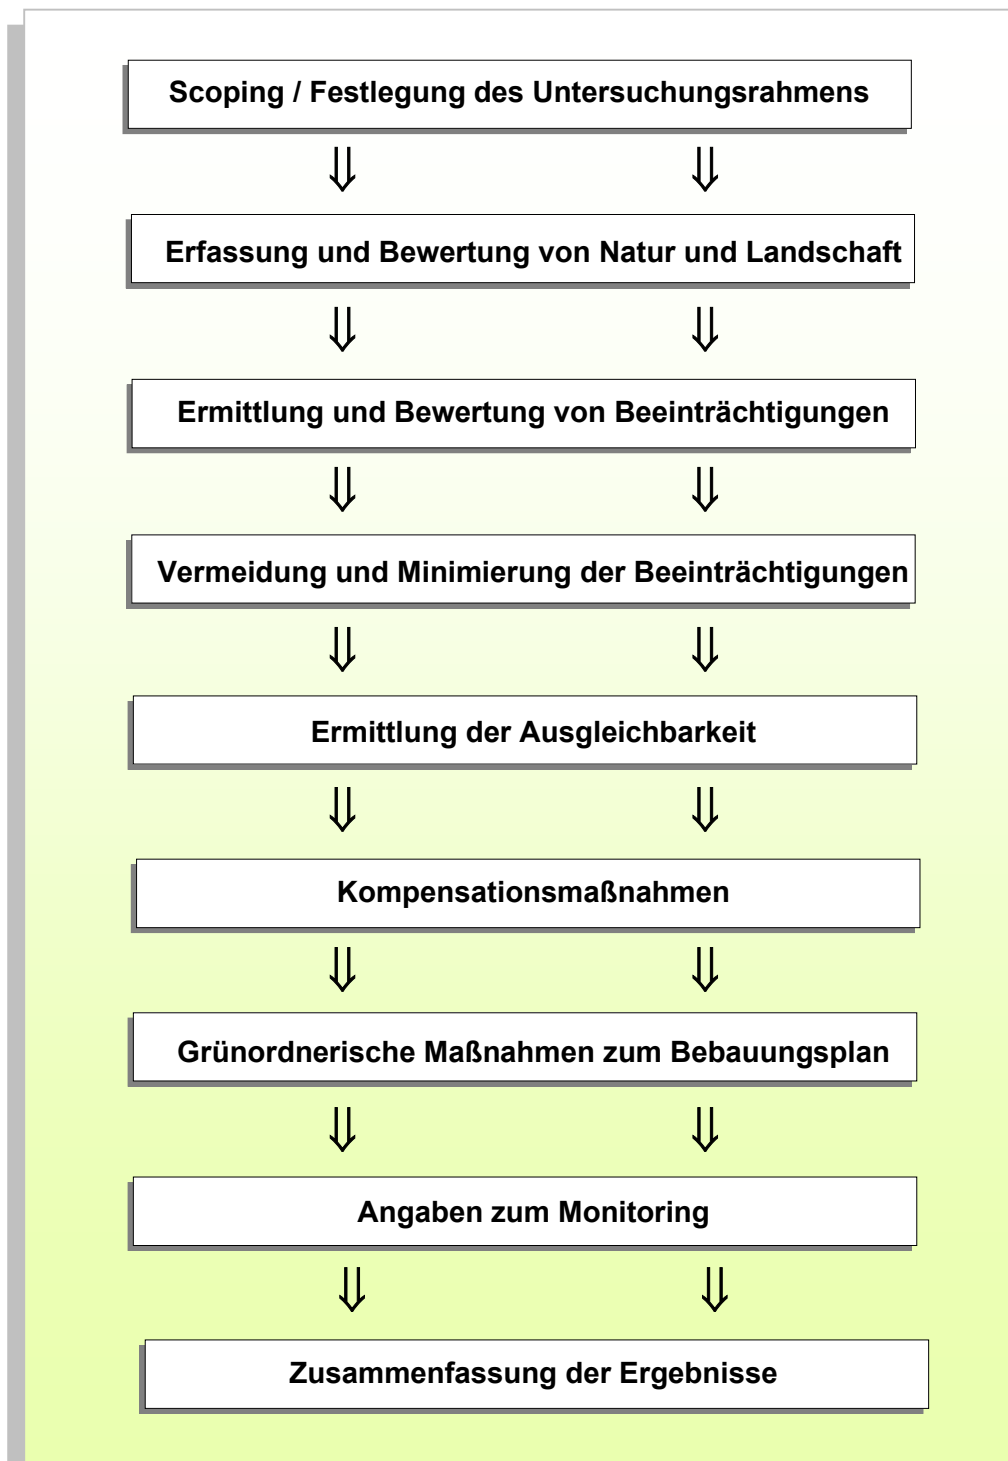 Scoping / Festlegung des Untersuchungsrahmens
⇓ ⇓
Erfassung und Bewertung von Natur und Landschaft
⇓ ⇓
Ermittlung und Bewertung von Beeinträchtigungen
⇓ ⇓
Vermeidung und Minimierung der Beeinträchtigungen
⇓ ⇓
Ermittlung der Ausgleichbarkeit
⇓ ⇓
Kompensationsmaßnahmen
⇓ ⇓
Grünordnerische Maßnahmen zum Bebauungsplan
⇓ ⇓
Angaben zum Monitoring
⇓ ⇓
Zusammenfassung der Ergebnisse